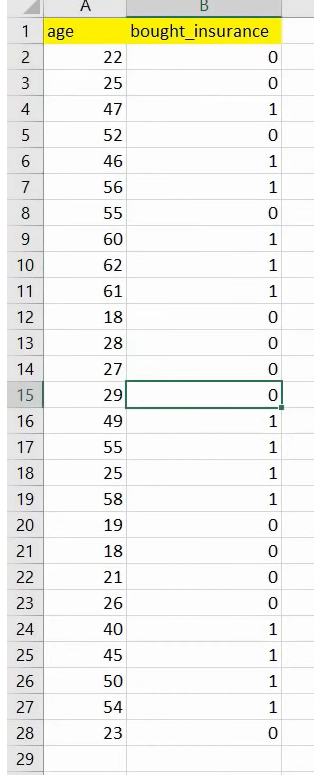 A B
1 age bought_insurance
2 22 0
3 25 0
4 47 1
5 52 0
6 46 1
7 56 1
8 55 0
9 60 1
10 62 1
11 61 1
12 18 0
13 28 0
14 27 0
15 29 0
16 49 1
17 55 1
18 25 1
19 58 1
20 19 0
21 18 0
22 21 0
23 26 0
24 40 1
25 45 1
26 50 1
27 54 1
28 23 0
29